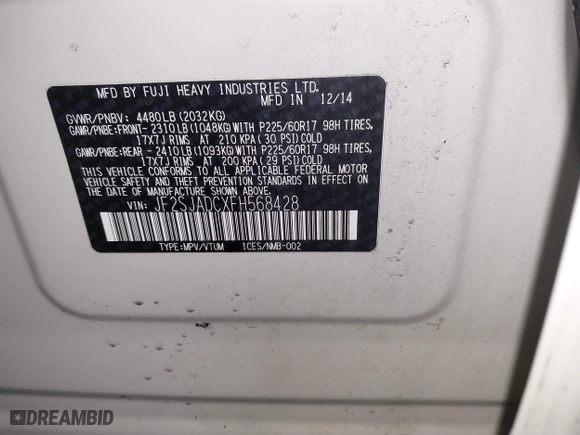 MFD BY FUJI HEAVY INDUSTRIES LTD.
MFD IN 12/14
GVWR/PNBV: 4480LB(2032KG)
GAWR/PNBE:FRONT- 2310LB(1048KG)WITH P225/60R17 98H TIRES,
17X7J RIMS AT 210 KPA(30 PSI)COLD
GAWR/PNBE:REAR - 2410LB(1093KG)WITH P225/60R17 98H TIRES,
17X7J RIMS AT 200 KPA(29 PSI)COLD
THIS VEHICLE CONFORMS TO ALL APPLICABLE FEDERAL MOTOR
VEHICLE SAFETY AND THEFT PREVENTION STANDARDS IN EFFECT ON
THE DATE OF MANUFACTURE SHOWN ABOVE.
VIN: JF2SJADCXFH568428
TYPE:MPV/VTUM ICES/NMB-002
DREAMBID